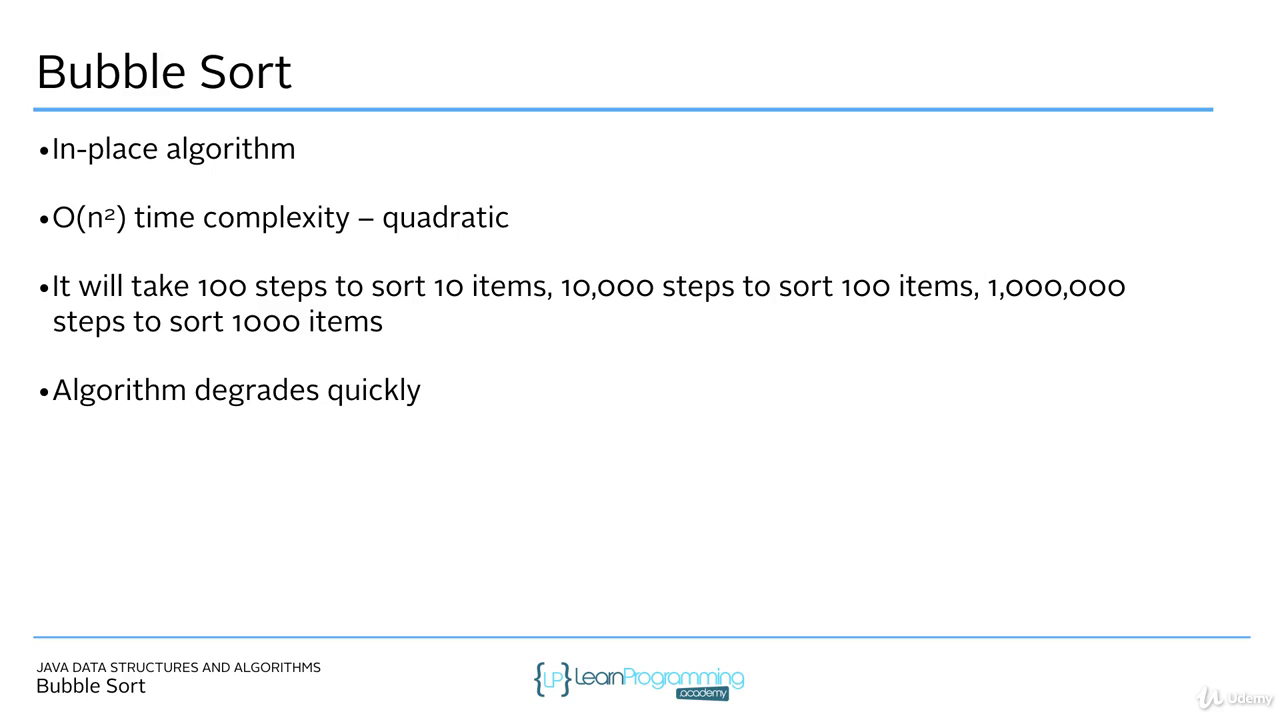 Bubble Sort
•In-place algorithm
•O(n²) time complexity – quadratic
•It will take 100 steps to sort 10 items, 10,000 steps to sort 100 items, 1,000,000
steps to sort 1000 items
•Algorithm degrades quickly
JAVA DATA STRUCTURES AND ALGORITHMS
Bubble Sort
{LP}LearnProgramming
.academy
Udemy